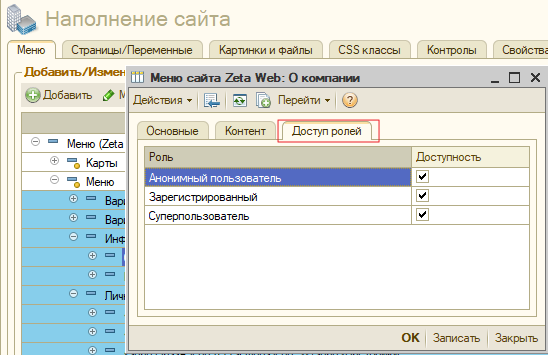 Наполнение сайта
Меню
Страницы/Переменные
Картинки и файлы
CSS классы
Контролы
Свойства
Добавить/Измен
Добавить
Меню сайта Zeta Web: О компании
Действия
Перейти
Основные
Контент
Доступ ролей
Роль
Доступность
Анонимный пользователь
Зарегистрированный
Суперпользователь
Меню (Zeta
Карты
Меню
Вари
Вари
Инф
Личн
OK
Записать
Закрыть